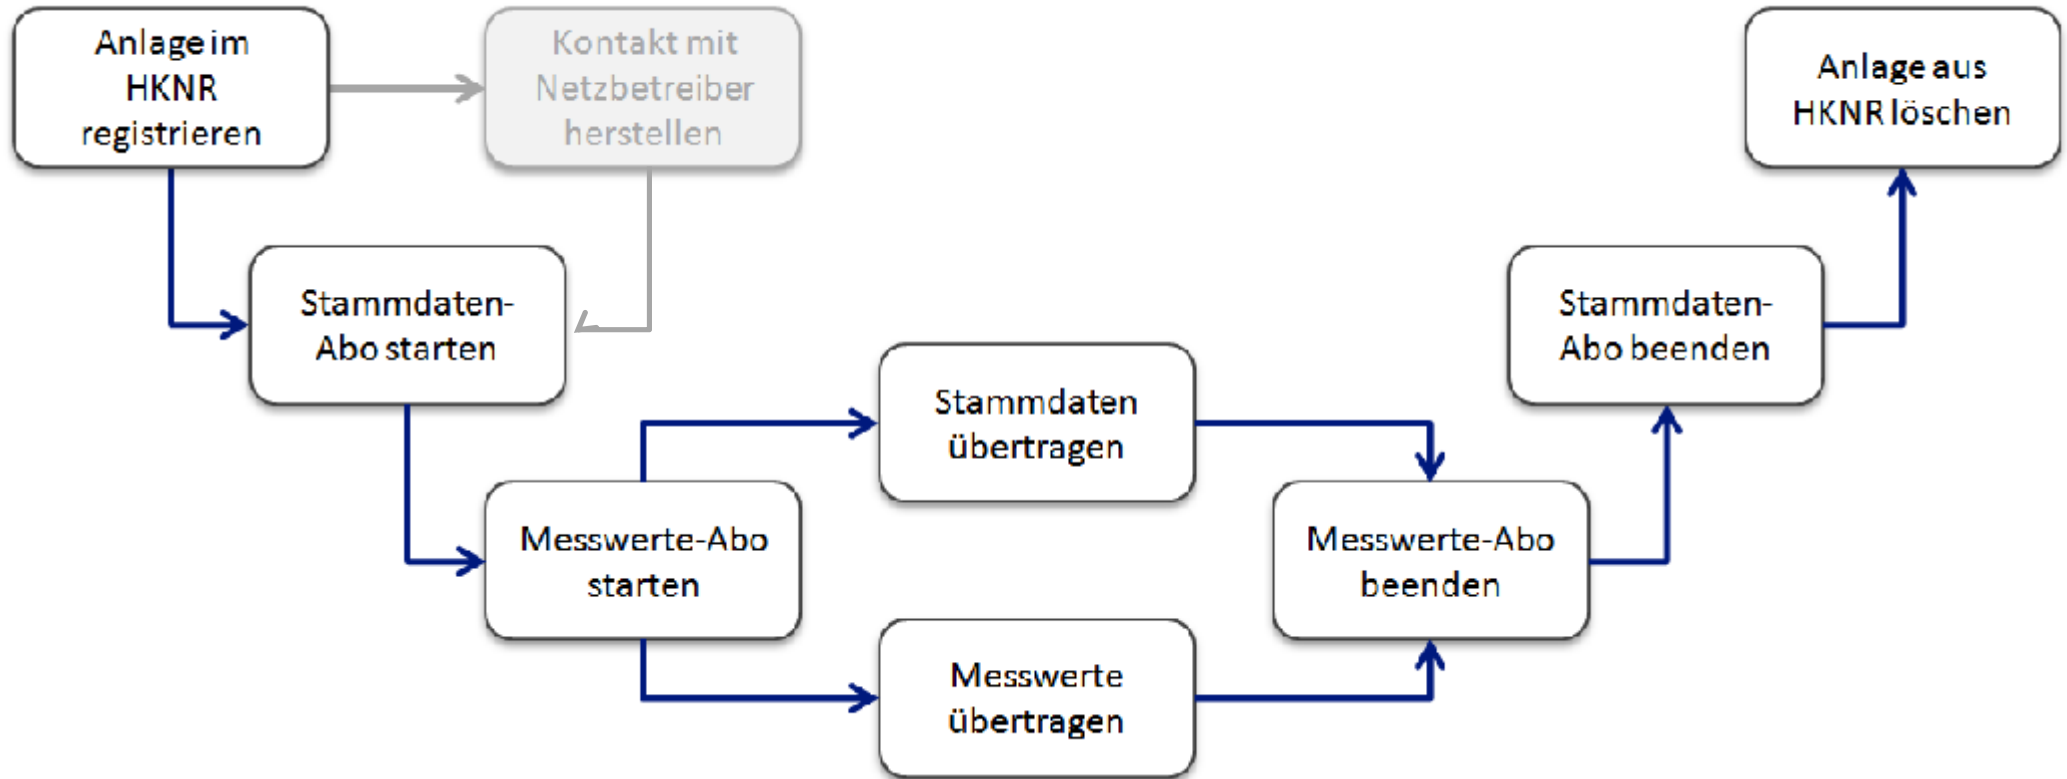 Anlage im
HKNR
registrieren
Kontakt mit
Netzbetreiber
herstellen
Anlage aus
HKNR löschen
Stammdaten-
Abo starten
Stammdaten-
Abo beenden
Stammdaten
übertragen
Messwerte-Abo
starten
Messwerte-Abo
beenden
Messwerte
übertragen